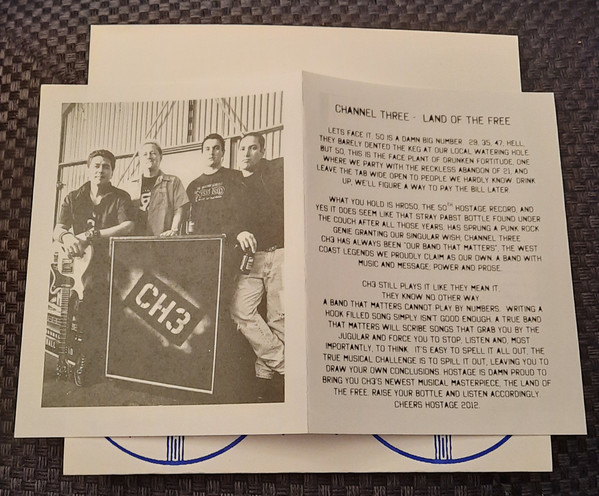 CH3
CHANNEL THREE - LAND OF THE FREE
LETS FACE IT, 50 IS A DAMN BIG NUMBER. 29, 35, 47; HELL,
THEY BARELY DENTED THE KEG AT OUR LOCAL WATERING HOLE.
BUT 50, THIS IS THE FACE PLANT OF DRUNKEN FORTITUDE, ONE
WHERE WE PARTY WITH THE RECKLESS ABANDON OF 21, AND
LEAVE THE TAB WIDE OPEN TO PEOPLE WE HARDLY KNOW. DRINK
UP, WE'LL FIGURE A WAY TO PAY THE BILL LATER.
WHAT YOU HOLD IS HR050, THE 50TH HOSTAGE RECORD, AND
YES IT DOES SEEM LIKE THAT STRAY PABST BOTTLE FOUND UNDER
THE COUCH AFTER ALL THOSE YEARS, HAS SPRUNG A PUNK ROCK
GENIE GRANTING OUR SINGULAR WISH, CHANNEL THREE.
CH3 HAS ALWAYS BEEN "OUR BAND THAT MATTERS", THE WEST
COAST LEGENDS WE PROUDLY CLAIM AS OUR OWN. A BAND WITH
MUSIC AND MESSAGE, POWER AND PROSE.
CH3 STILL PLAYS IT LIKE THEY MEAN IT.
THEY KNOW NO OTHER WAY.
A BAND THAT MATTERS CANNOT PLAY BY NUMBERS. WRITING A
HOOK FILLED SONG SIMPLY ISN'T GOOD ENOUGH. A TRUE BAND
THAT MATTERS WILL SCRIBE SONGS THAT GRAB YOU BY THE
JUGULAR AND FORCE YOU TO STOP, LISTEN AND, MOST
IMPORTANTLY, TO THINK. IT'S EASY TO SPELL IT ALL OUT, THE
TRUE MUSICAL CHALLENGE IS TO SPILL IT OUT, LEAVING YOU TO
DRAW YOUR OWN CONCLUSIONS. HOSTAGE IS DAMN PROUD TO
BRING YOU CH3'S NEWEST MUSICAL MASTERPIECE, THE LAND OF
THE FREE. RAISE YOUR BOTTLE AND LISTEN ACCORDINGLY.
CHEERS HOSTAGE 2012.